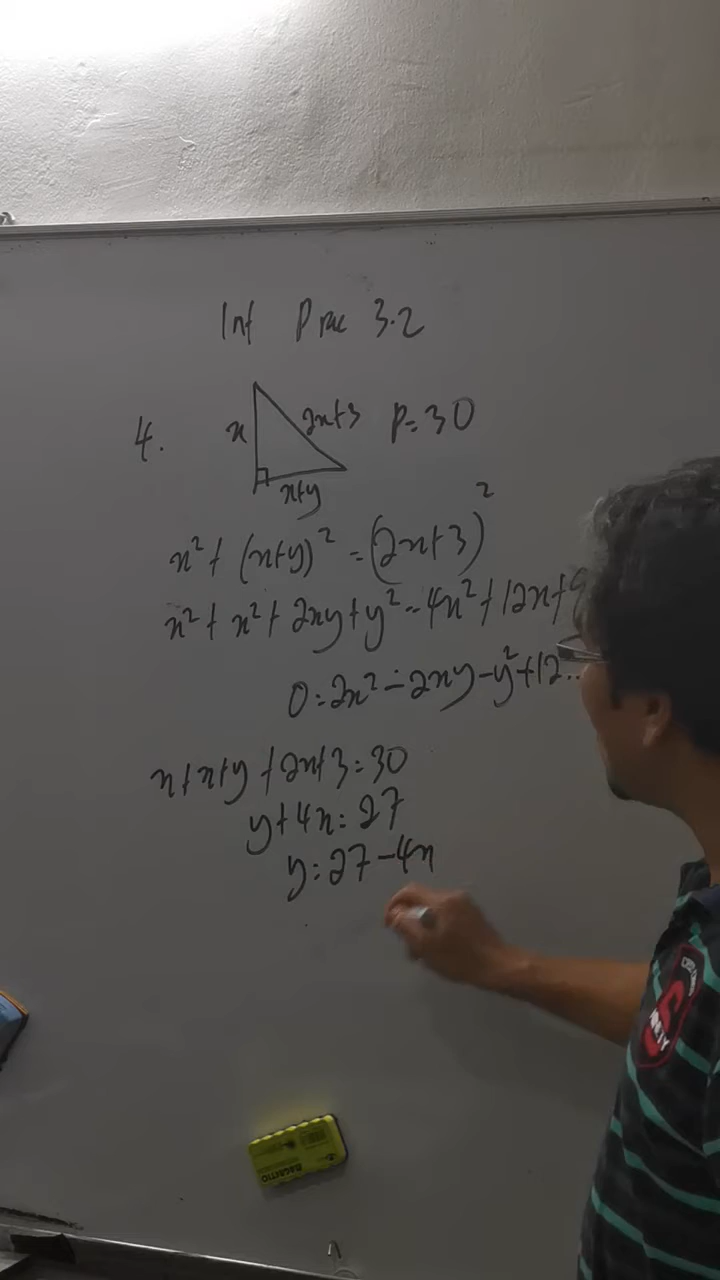 Int Prac 3.2
4.
x
2x+3
P=30
x+y
x² + (x+y)² = (2x+3)²
x² + x² + 2xy + y² = 4x² + 12x + 9
0 = 2x² - 2xy - y² + 12..
x + x + y + 2x + 3 = 30
y + 4x = 27
y = 27 - 4x
MAGNETIC